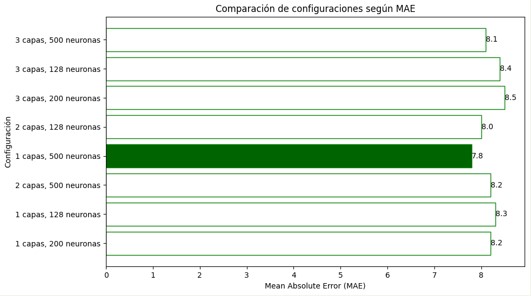 Comparación de configuraciones según MAE
Configuración
3 capas, 500 neuronas 8.1
3 capas, 128 neuronas 8.4
3 capas, 200 neuronas 8.5
2 capas, 128 neuronas 8.0
1 capas, 500 neuronas 7.8
2 capas, 500 neuronas 8.2
1 capas, 128 neuronas 8.3
1 capas, 200 neuronas 8.2
0 1 2 3 4 5 6 7 8
Mean Absolute Error (MAE)